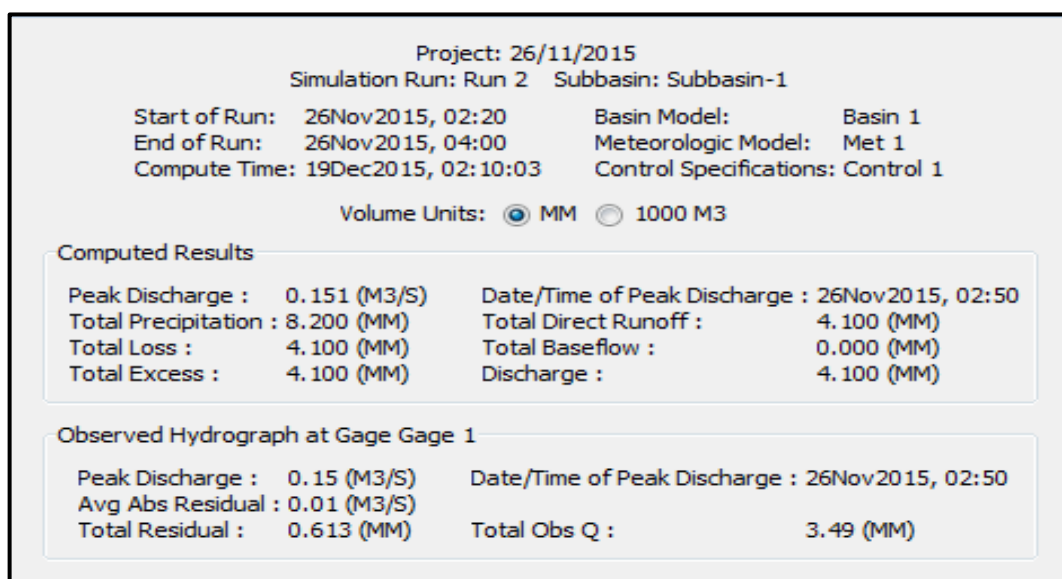 Project: 26/11/2015
Simulation Run: Run 2 Subbasin: Subbasin-1
Start of Run: 26Nov2015, 02:20 Basin Model: Basin 1
End of Run: 26Nov2015, 04:00 Meteorologic Model: Met 1
Compute Time: 19Dec2015, 02:10:03 Control Specifications: Control 1
Volume Units: MM 1000 M3
Computed Results
Peak Discharge : 0.151 (M3/S) Date/Time of Peak Discharge : 26Nov2015, 02:50
Total Precipitation : 8.200 (MM) Total Direct Runoff : 4.100 (MM)
Total Loss : 4.100 (MM) Total Baseflow : 0.000 (MM)
Total Excess : 4.100 (MM) Discharge : 4.100 (MM)
Observed Hydrograph at Gage Gage 1
Peak Discharge : 0.15 (M3/S) Date/Time of Peak Discharge : 26Nov2015, 02:50
Avg Abs Residual : 0.01 (M3/S)
Total Residual : 0.613 (MM) Total Obs Q : 3.49 (MM)